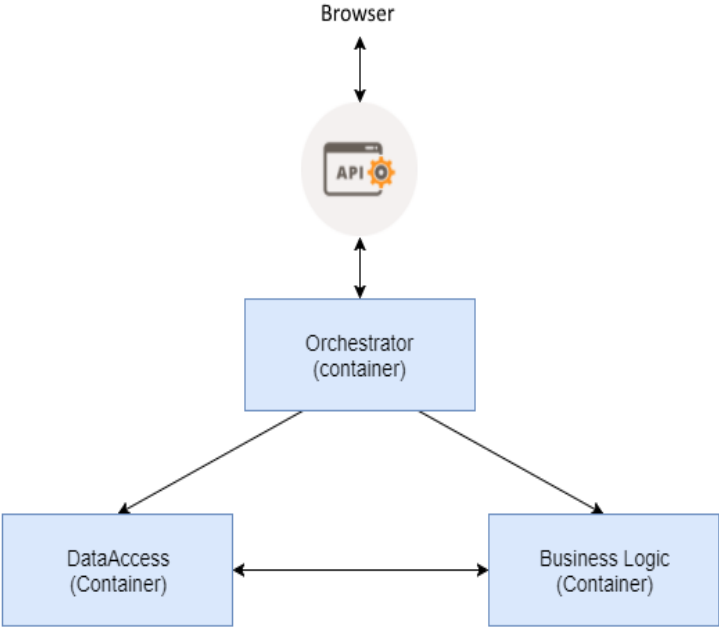 Browser
API
Orchestrator
(container)
DataAccess
(Container)
Business Logic
(Container)